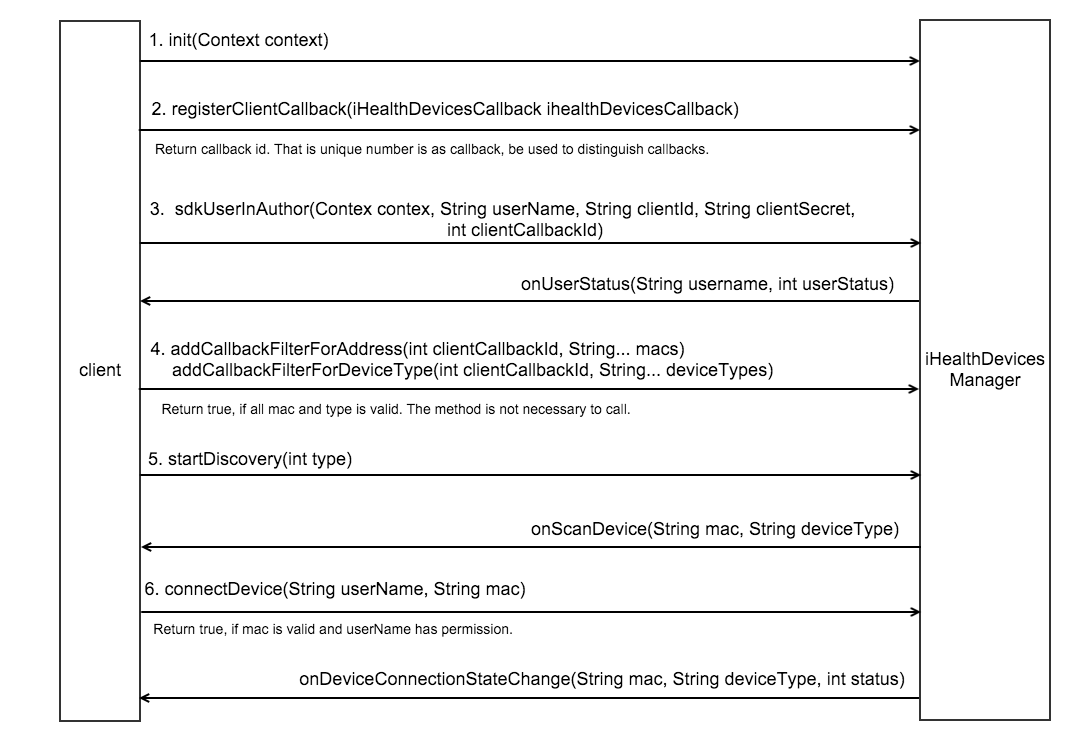 1. init(Context context)
2. registerClientCallback(iHealthDevicesCallback ihealthDevicesCallback)
Return callback id. That is unique number is as callback, be used to distinguish callbacks.
3. sdkUserInAuthor(Contex contex, String userName, String clientId, String clientSecret,
int clientCallbackId)
onUserStatus(String username, int userStatus)
4. addCallbackFilterForAddress(int clientCallbackId, String... macs)
addCallbackFilterForDeviceType(int clientCallbackId, String... deviceTypes)
client
iHealthDevices
Manager
Return true, if all mac and type is valid. The method is not necessary to call.
5. startDiscovery(int type)
onScanDevice(String mac, String deviceType)
6. connectDevice(String userName, String mac)
Return true, if mac is valid and userName has permission.
onDeviceConnectionStateChange(String mac, String deviceType, int status)